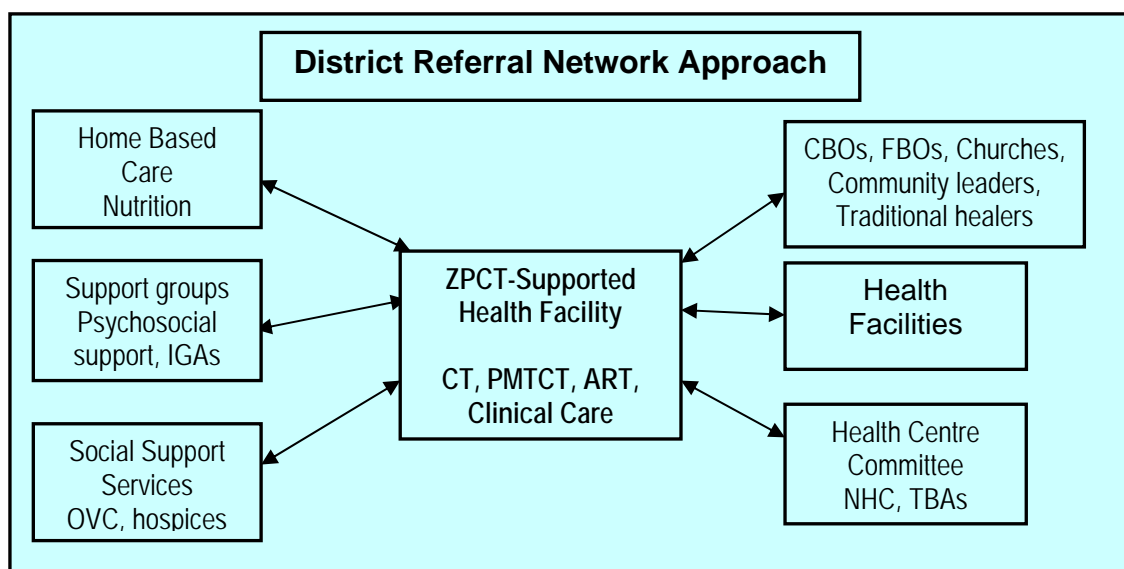 District Referral Network Approach
Home Based
Care
Nutrition
Support groups
Psychosocial
support, IGAs
Social Support
Services
OVC, hospices
ZPCT-Supported
Health Facility
CT, PMTCT, ART,
Clinical Care
CBOs, FBOs, Churches,
Community leaders,
Traditional healers
Health
Facilities
Health Centre
Committee
NHC, TBAs